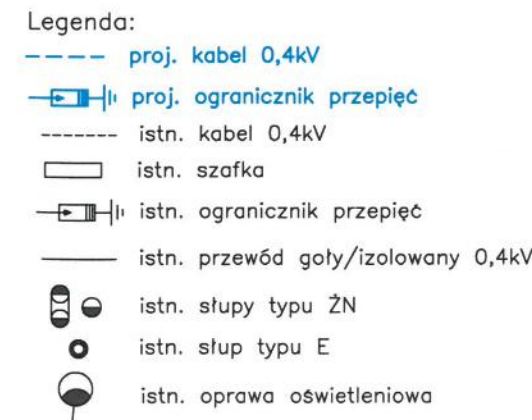 Legenda:
proj. kabel 0,4kV
proj. ogranicznik przepięć
istn. kabel 0,4kV
istn. szafka
istn. ogranicznik przepięć
istn. przewód goły/izolowany 0,4kV
istn. słupy typu ŻN
istn. słup typu E
istn. oprawa oświetleniowa